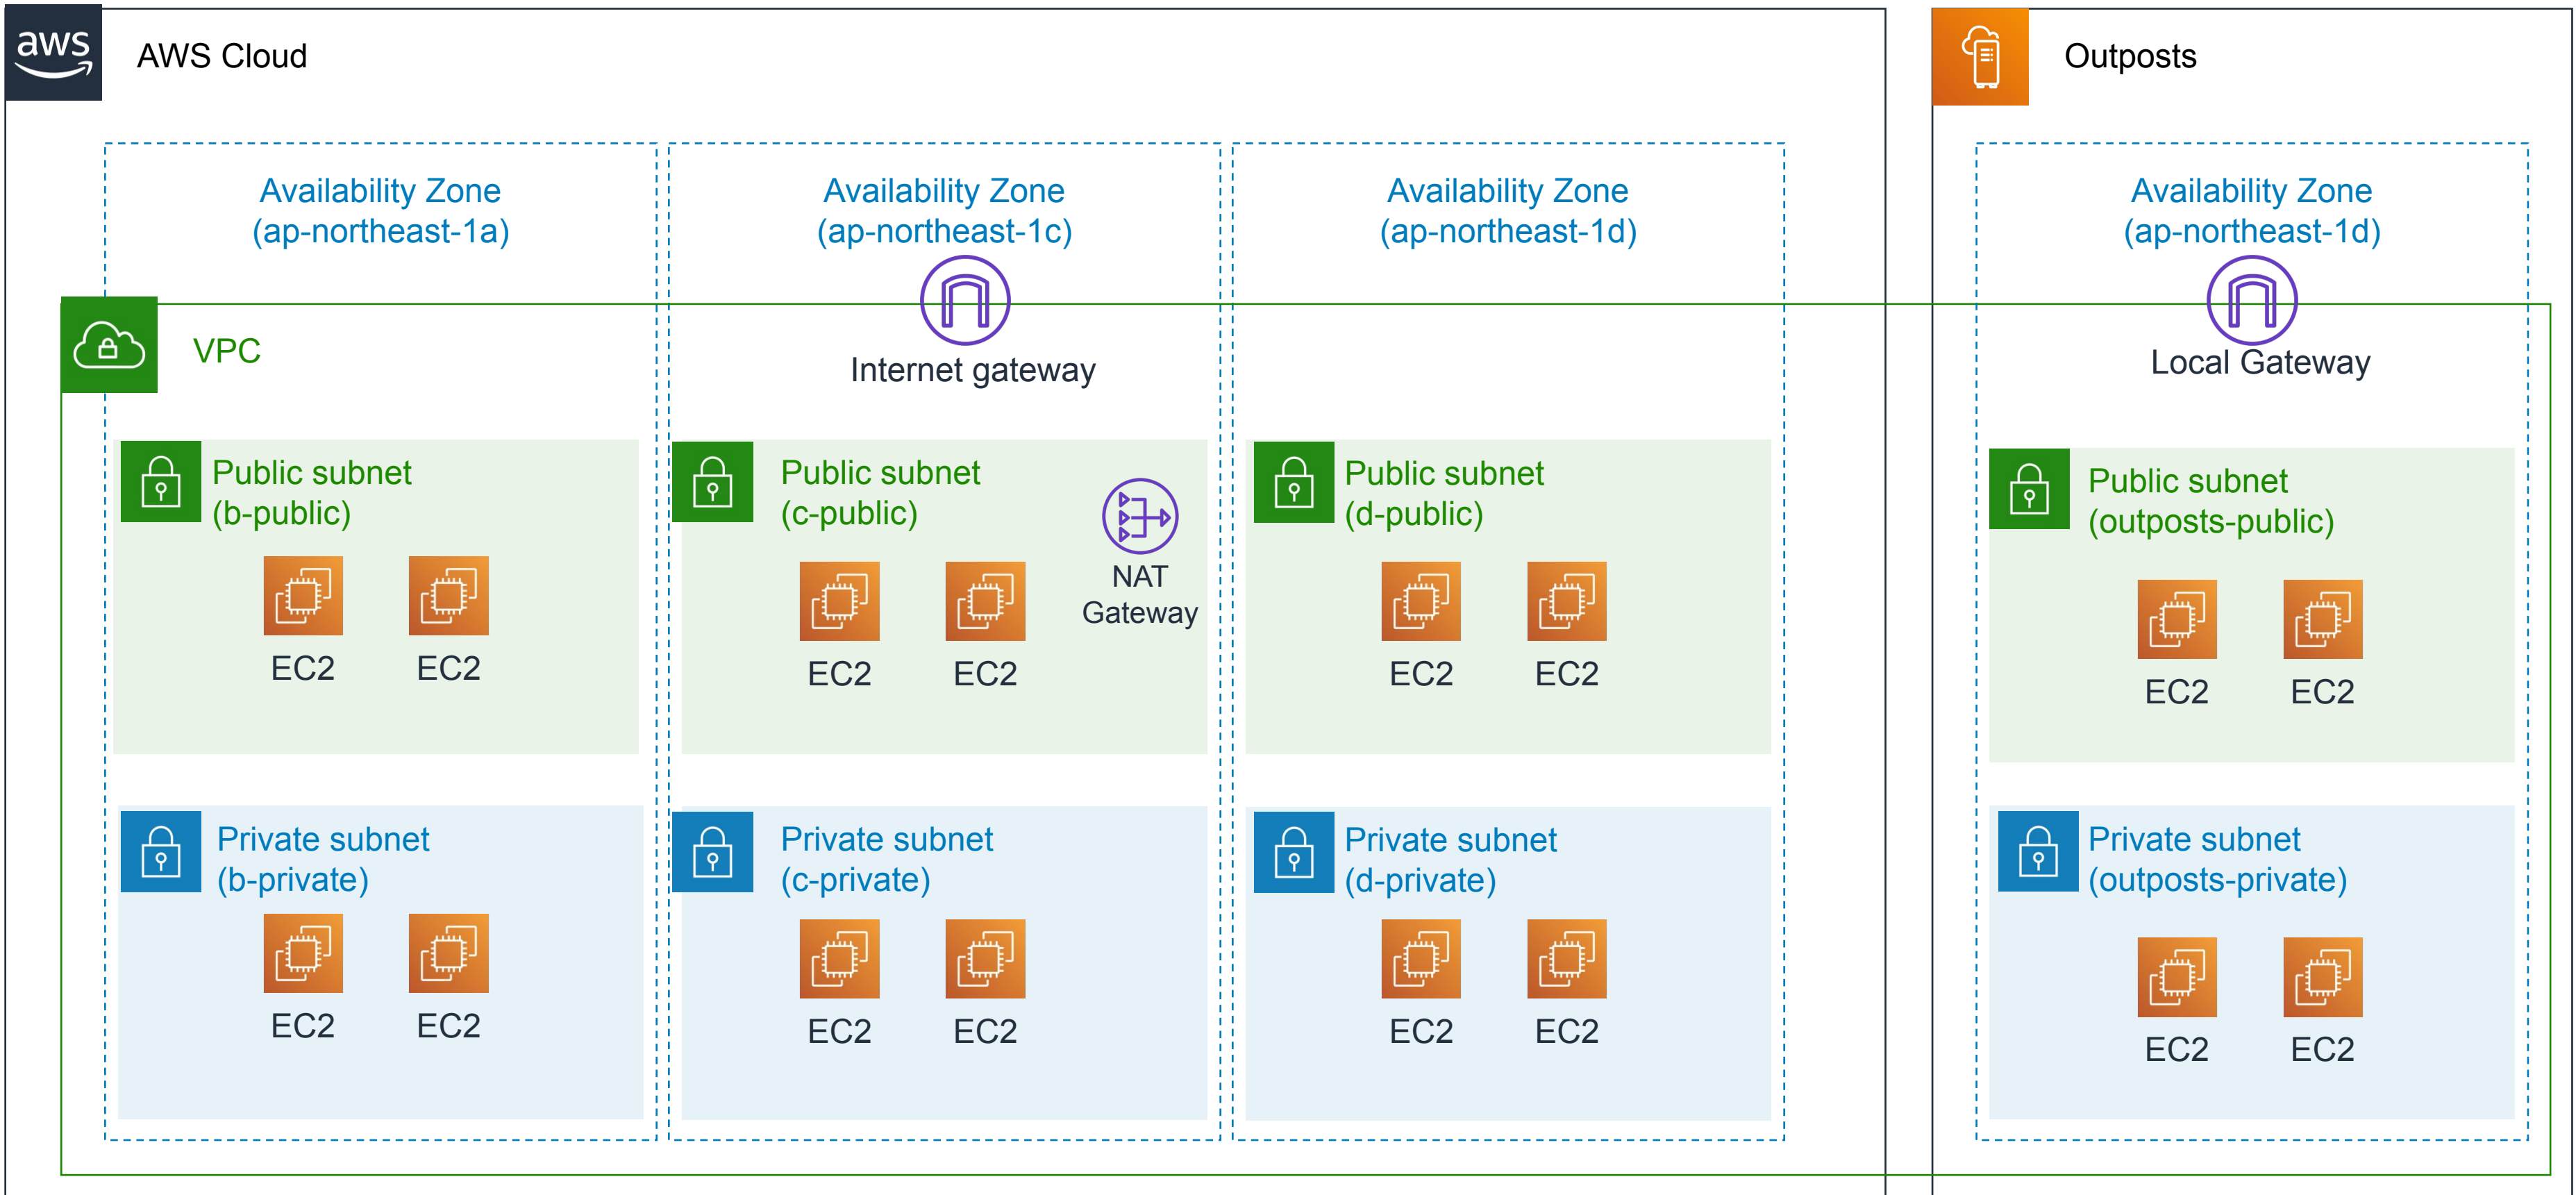 aws
AWS Cloud
Outposts
Availability Zone
(ap-northeast-1a)
Availability Zone
(ap-northeast-1c)
Availability Zone
(ap-northeast-1d)
Availability Zone
(ap-northeast-1d)
VPC
Internet gateway
Local Gateway
Public subnet
(b-public)
EC2
EC2
Public subnet
(c-public)
NAT
Gateway
EC2
EC2
Public subnet
(d-public)
EC2
EC2
Public subnet
(outposts-public)
EC2
EC2
Private subnet
(b-private)
EC2
EC2
Private subnet
(c-private)
EC2
EC2
Private subnet
(d-private)
EC2
EC2
Private subnet
(outposts-private)
EC2
EC2